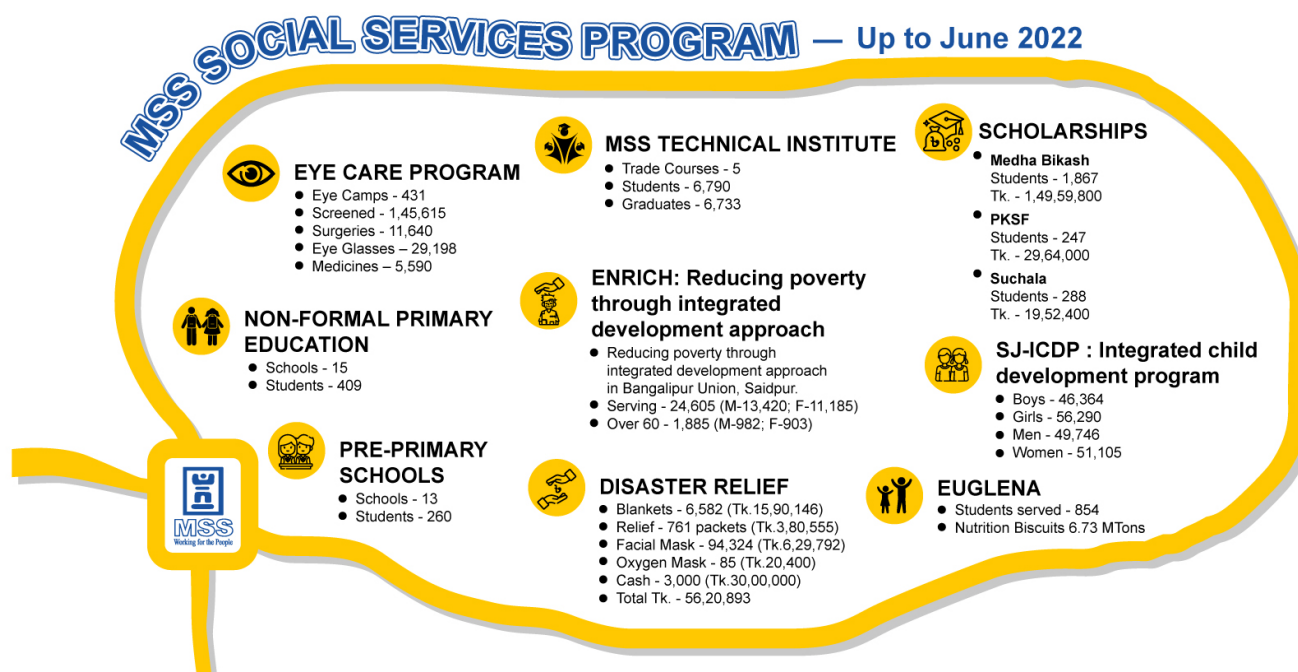 MSS SOCIAL SERVICES PROGRAM — Up to June 2022
EYE CARE PROGRAM
● Eye Camps - 431
● Screened - 1,45,615
● Surgeries - 11,640
● Eye Glasses – 29,198
● Medicines – 5,590
NON-FORMAL PRIMARY
EDUCATION
● Schools - 15
● Students - 409
PRE-PRIMARY
SCHOOLS
● Schools - 13
● Students - 260
MSS
Working for the People
MSS TECHNICAL INSTITUTE
● Trade Courses - 5
● Students - 6,790
● Graduates - 6,733
ENRICH: Reducing poverty
through integrated
development approach
● Reducing poverty through
integrated development approach
in Bangalipur Union, Saidpur.
● Serving - 24,605 (M-13,420; F-11,185)
● Over 60 - 1,885 (M-982; F-903)
DISASTER RELIEF
● Blankets - 6,582 (Tk.15,90,146)
● Relief - 761 packets (Tk.3,80,555)
● Facial Mask - 94,324 (Tk.6,29,792)
● Oxygen Mask - 85 (Tk.20,400)
● Cash - 3,000 (Tk.30,00,000)
● Total Tk. - 56,20,893
SCHOLARSHIPS
● Medha Bikash
Students - 1,867
Tk. - 1,49,59,800
● PKSF
Students - 247
Tk. - 29,64,000
● Suchala
Students - 288
Tk. - 19,52,400
SJ-ICDP : Integrated child
development program
● Boys - 46,364
● Girls - 56,290
● Men - 49,746
● Women - 51,105
EUGLENA
● Students served - 854
● Nutrition Biscuits 6.73 MTons